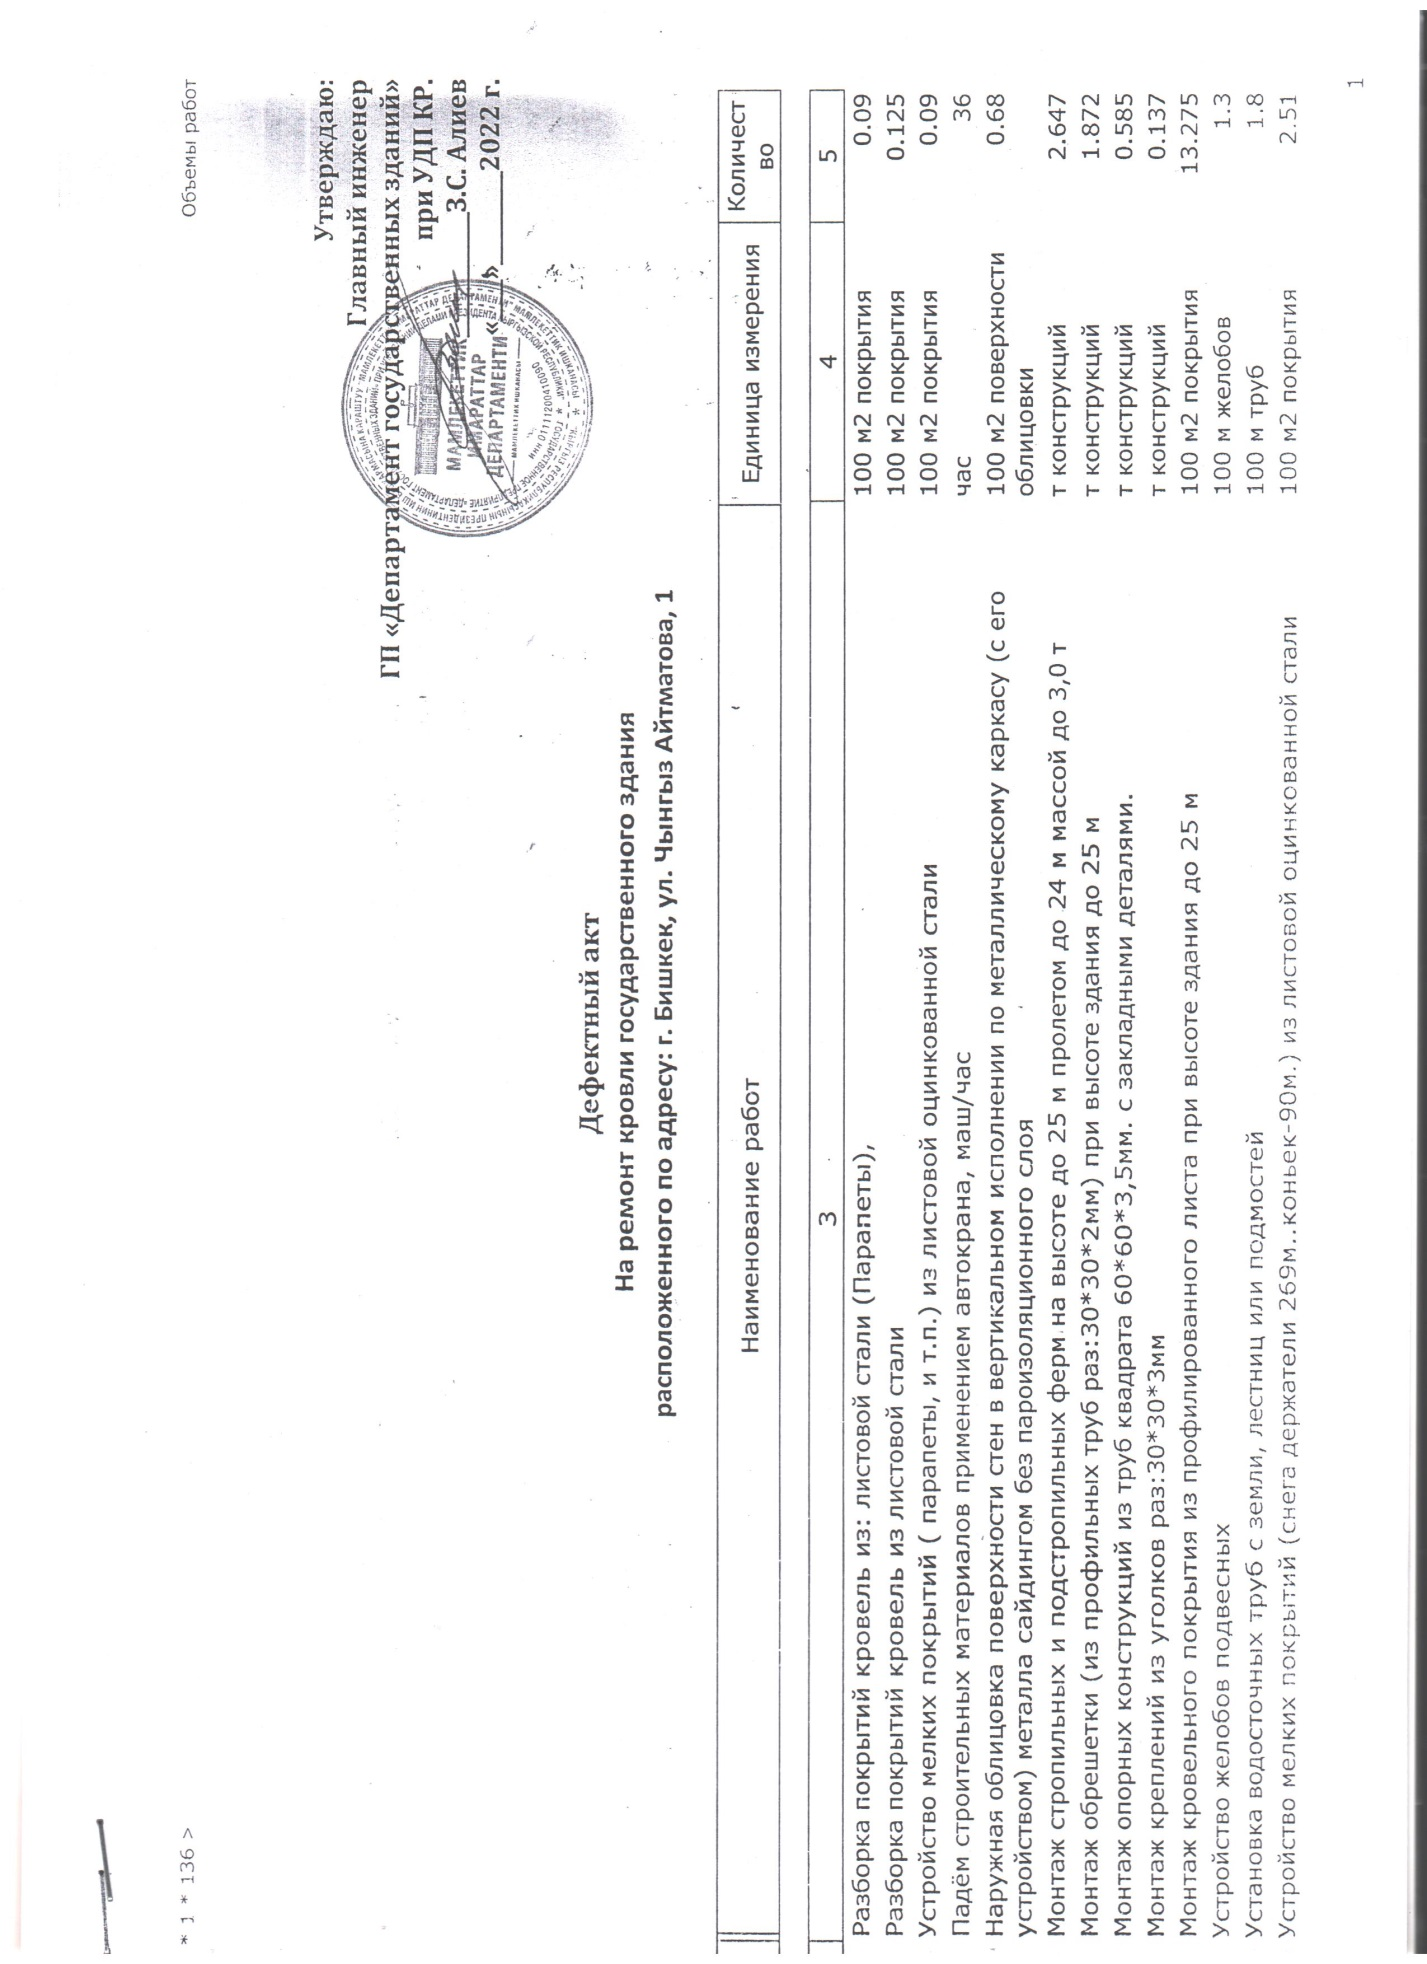 * 1 * 136 >
Объемы работ
Утверждаю:
Главный инженер
ГП «Департамент государственных зданий»
при УДП КР.
З.С. Алиев
« » 2022 г.
МАМЛЕКЕТТИК
ИМАРАТТАР
ДЕПАРТАМЕНТИ
МАМЛЕКЕТТИК ИШКАНАСЫ
ИНН 01111200410090
Дефектный акт
На ремонт кровли государственного здания
расположенного по адресу: г. Бишкек, ул. Чынгыз Айтматова, 1
Наименование работ Единица измерения Количест
во
3 4 5
Разборка покрытий кровель из: листовой стали (Парапеты), 100 м2 покрытия 0.09
Разборка покрытий кровель из листовой стали 100 м2 покрытия 0.125
Устройство мелких покрытий ( парапеты, и т.п.) из листовой оцинкованной стали 100 м2 покрытия 0.09
Падём строительных материалов применением автокрана, маш/час час 36
Наружная облицовка поверхности стен в вертикальном исполнении по металлическому каркасу (с его 100 м2 поверхности 0.68
устройством) металла сайдингом без пароизоляционного слоя облицовки
Монтаж стропильных и подстропильных ферм на высоте до 25 м пролетом до 24 м массой до 3,0 т т конструкций 2.647
Монтаж обрешетки (из профильных труб раз:30*30*2мм) при высоте здания до 25 м т конструкций 1.872
Монтаж опорных конструкций из труб квадрата 60*60*3,5мм. с закладными деталями. т конструкций 0.585
Монтаж креплений из уголков раз:30*30*3мм т конструкций 0.137
Монтаж кровельного покрытия из профилированного листа при высоте здания до 25 м 100 м2 покрытия 13.275
Устройство желобов подвесных 100 м желобов 1.3
Установка водосточных труб с земли, лестниц или подмостей 100 м труб 1.8
Устройство мелких покрытий (снега держатели 269м..коньек-90м.) из листовой оцинкованной стали 100 м2 покрытия 2.51
1